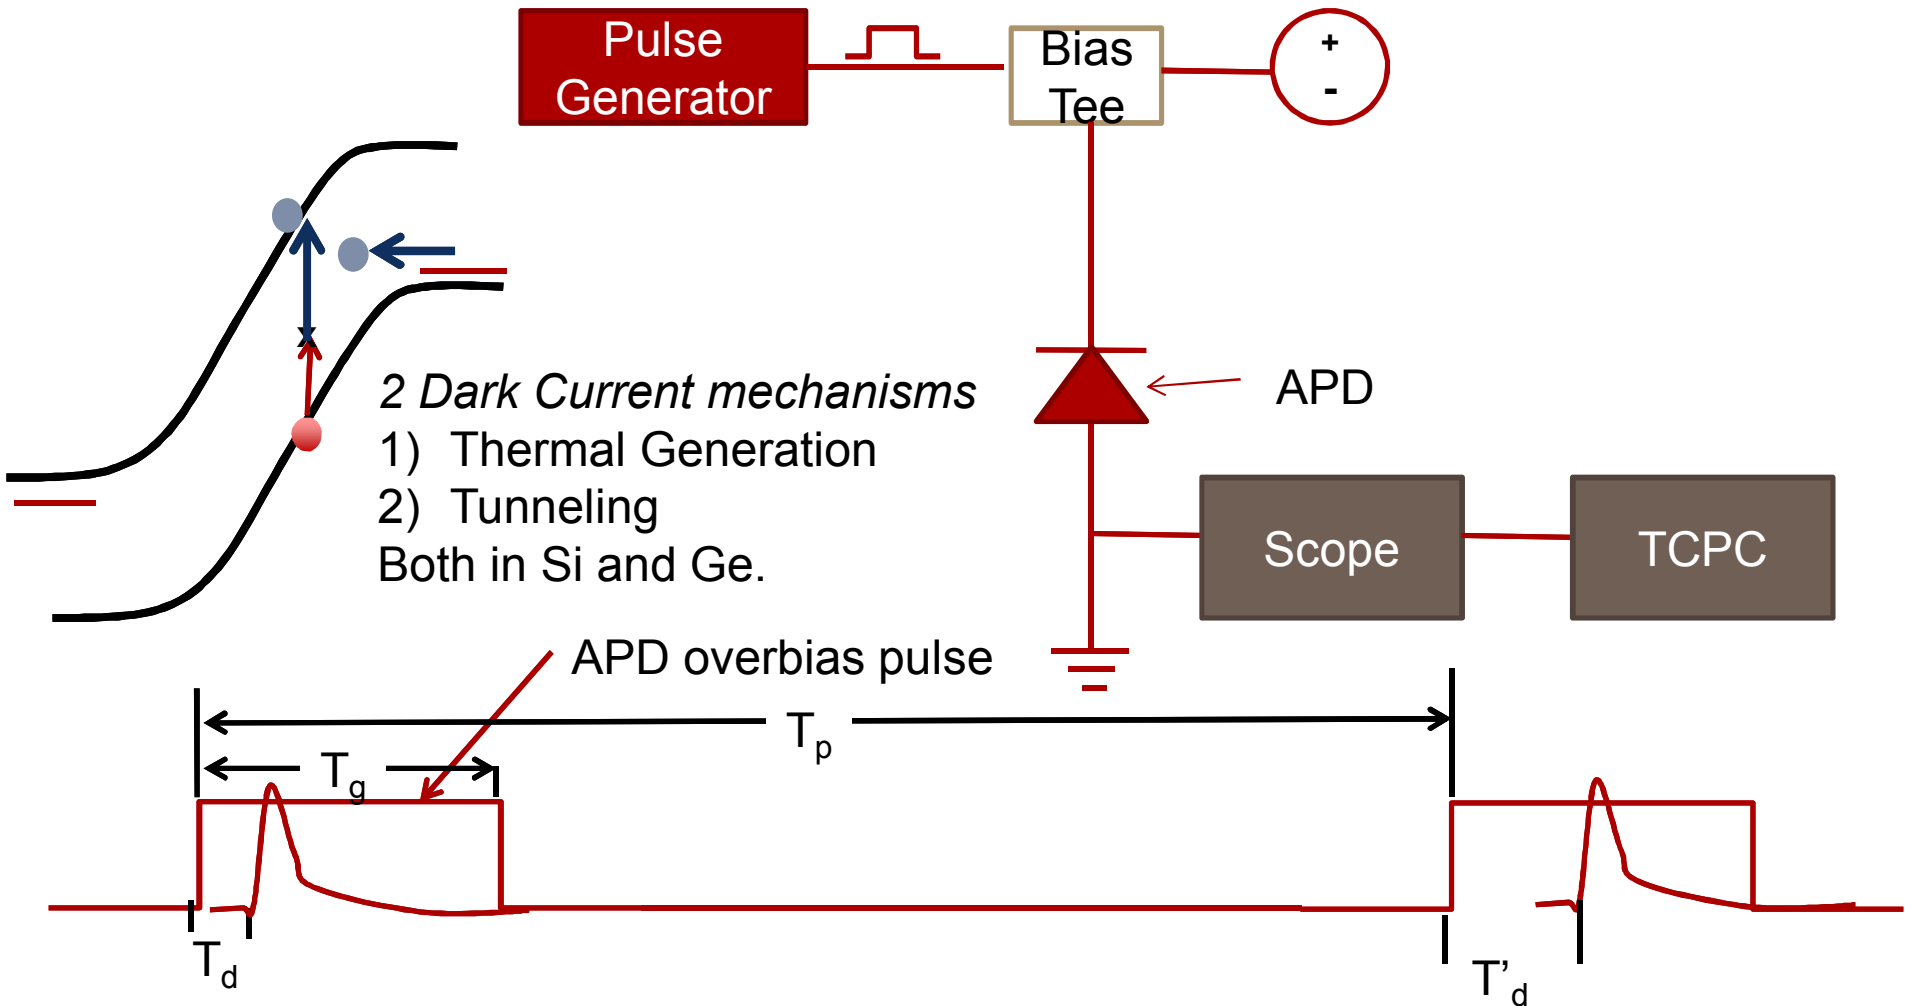 Pulse
Generator
Bias
Tee
+
-
x
2 Dark Current mechanisms
1) Thermal Generation
2) Tunneling
Both in Si and Ge.
APD
Scope
TCPC
APD overbias pulse
Tp
Tg
Td
T’d